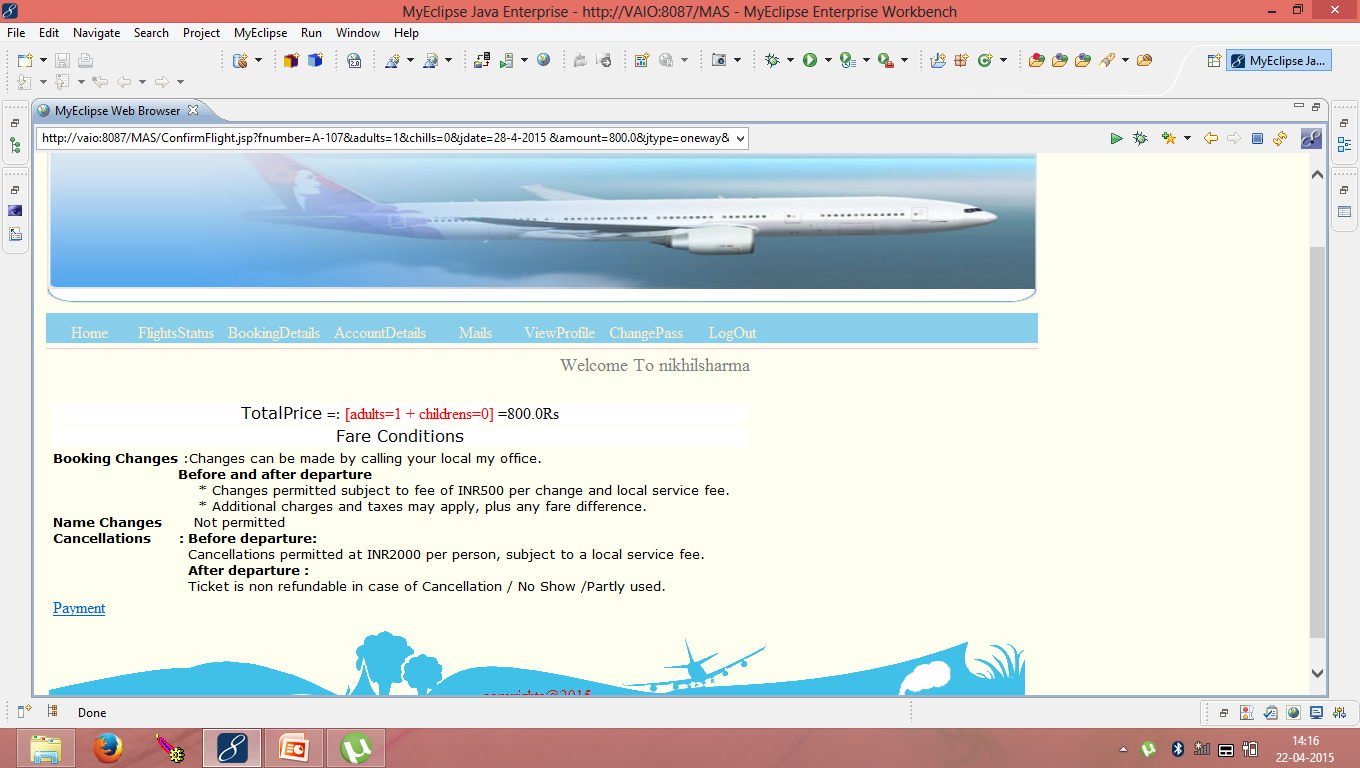 MyEclipse Java Enterprise - http://VAIO:8087/MAS - MyEclipse Enterprise Workbench
File Edit Navigate Search Project MyEclipse Run Window Help
MyEclipse Ja...
MyEclipse Web Browser
http://vaio:8087/MAS/ConfirmFlight.jsp?fnumber=A-107&adults=1&chills=0&jdate=28-4-2015 &amount=800.0&jtype=oneway&
Home FlightsStatus BookingDetails AccountDetails Mails ViewProfile ChangePass LogOut
Welcome To nikhilsharma
TotalPrice =: [adults=1 + childrens=0] =800.0Rs
Fare Conditions
Booking Changes :Changes can be made by calling your local my office.
Before and after departure
* Changes permitted subject to fee of INR500 per change and local service fee.
* Additional charges and taxes may apply, plus any fare difference.
Name Changes Not permitted
Cancellations : Before departure:
Cancellations permitted at INR2000 per person, subject to a local service fee.
After departure :
Ticket is non refundable in case of Cancellation / No Show /Partly used.
Payment
copyrights@2015
Done
14:16
22-04-2015